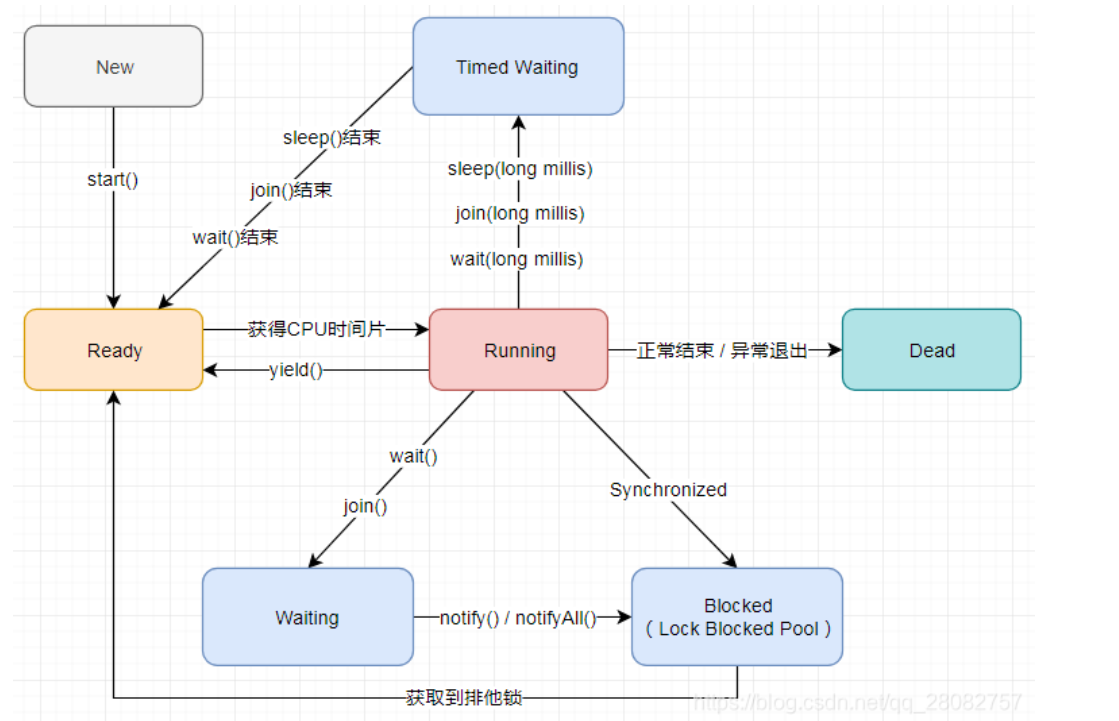 New
Timed Waiting
sleep()结束
sleep(long millis)
start()
join()结束
join(long millis)
wait()结束
wait(long millis)
Ready
获得CPU时间片
Running
正常结束 / 异常退出
Dead
yield()
wait()
Synchronized
join()
Waiting
notify() / notifyAll()
Blocked
( Lock Blocked Pool )
获取到排他锁
https://blog.csdn.net/qq_28082757